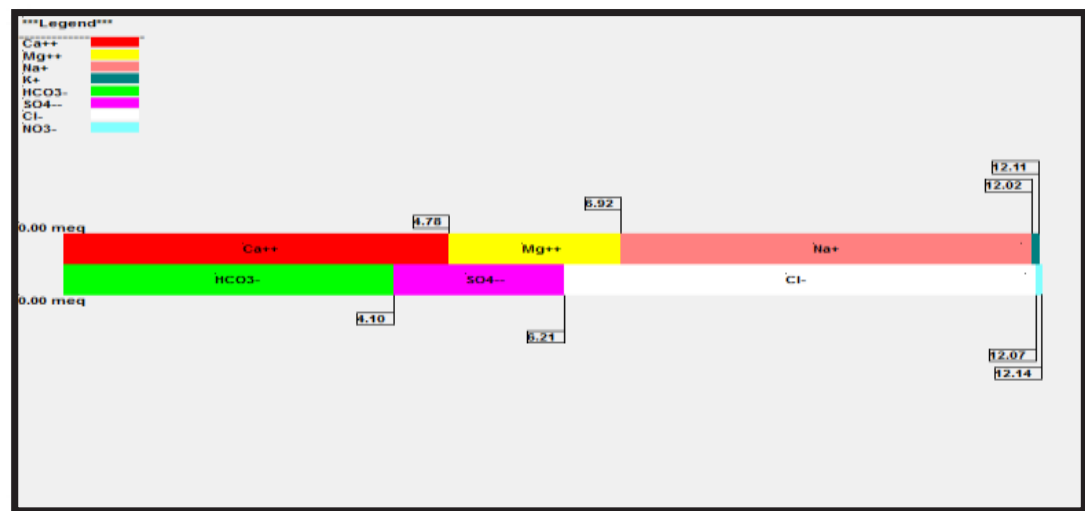 ***Legend***
Ca++
Mg++
Na+
K+
HCO3-
SO4--
Cl-
NO3-
12.11
12.02
6.92
4.78
0.00 meq
Ca++ Mg++ Na+
HCO3- SO4-- Cl-
0.00 meq
4.10
6.21
12.07
12.14